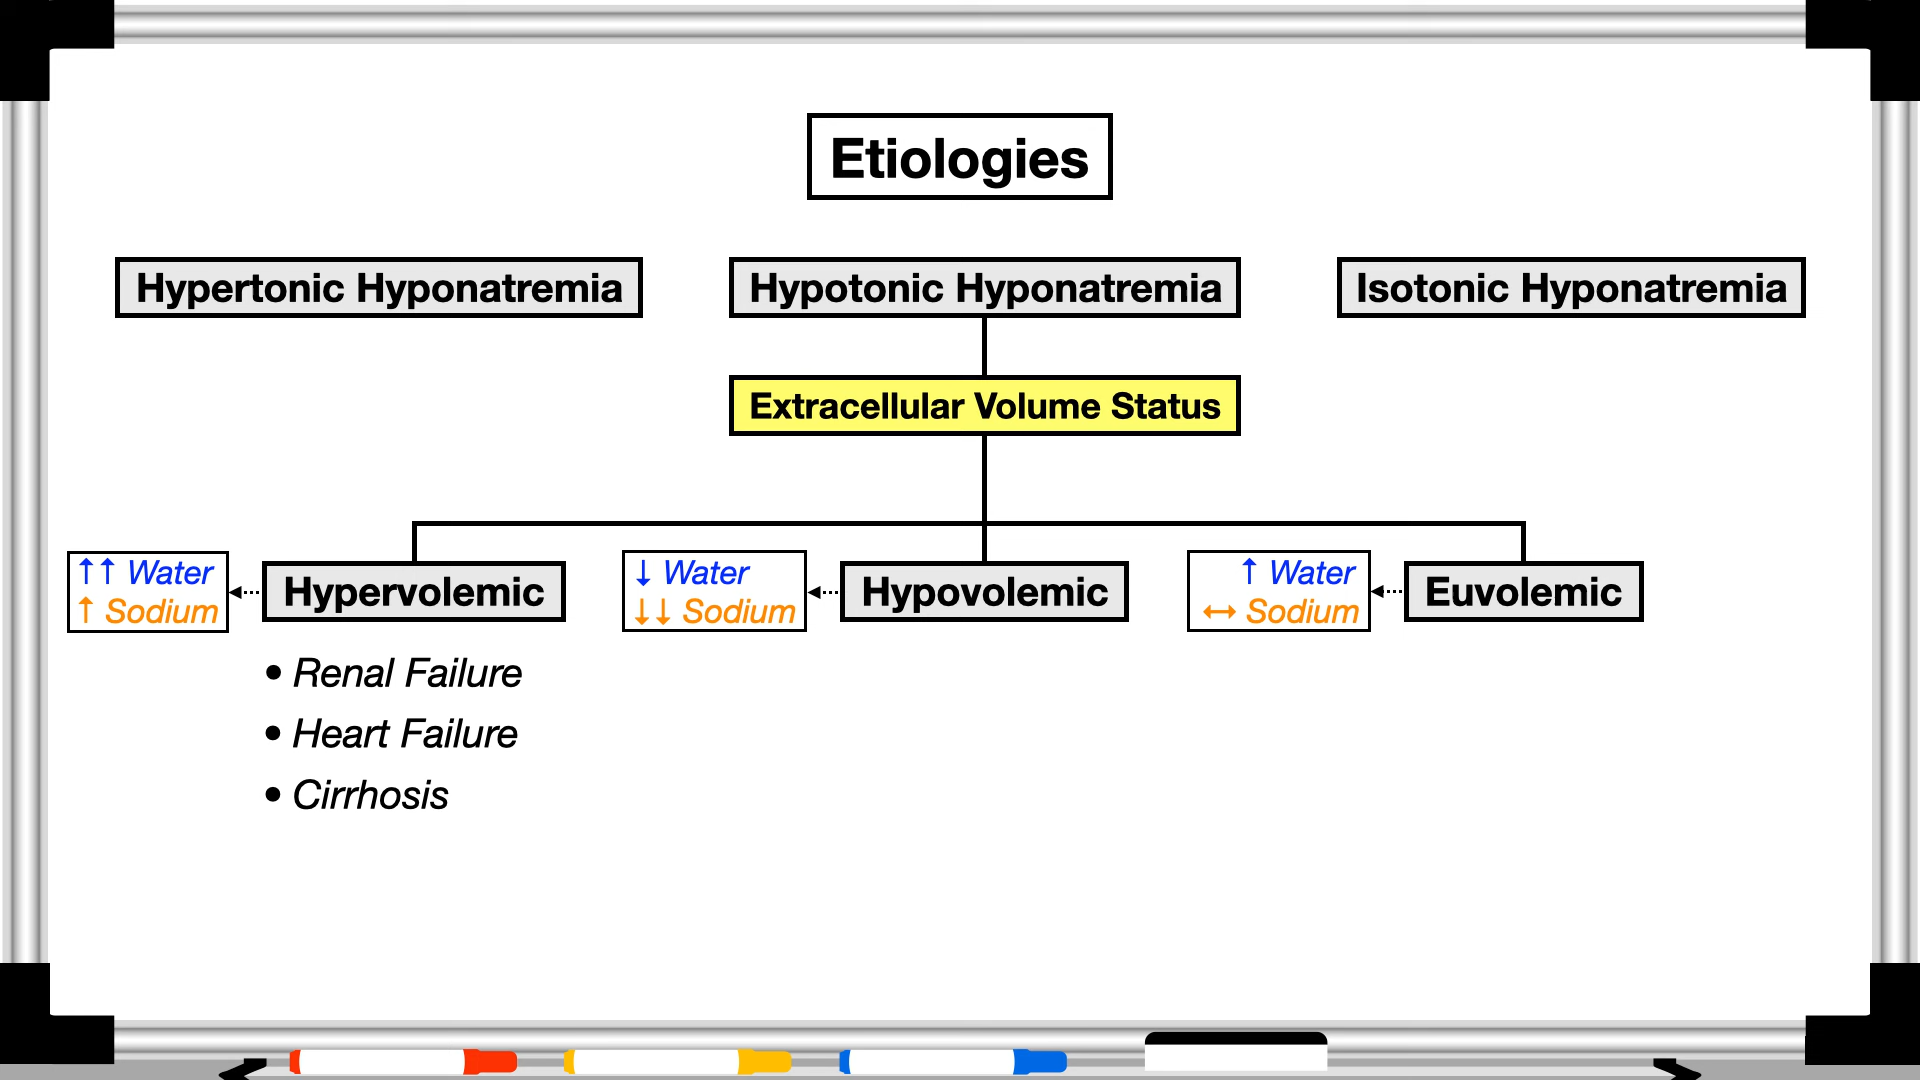 Etiologies
Hypertonic Hyponatremia
Hypotonic Hyponatremia
Isotonic Hyponatremia
Extracellular Volume Status
↑↑ Water
↑ Sodium
Hypervolemic
↓ Water
↓↓ Sodium
Hypovolemic
↑ Water
↔ Sodium
Euvolemic
• Renal Failure
• Heart Failure
• Cirrhosis